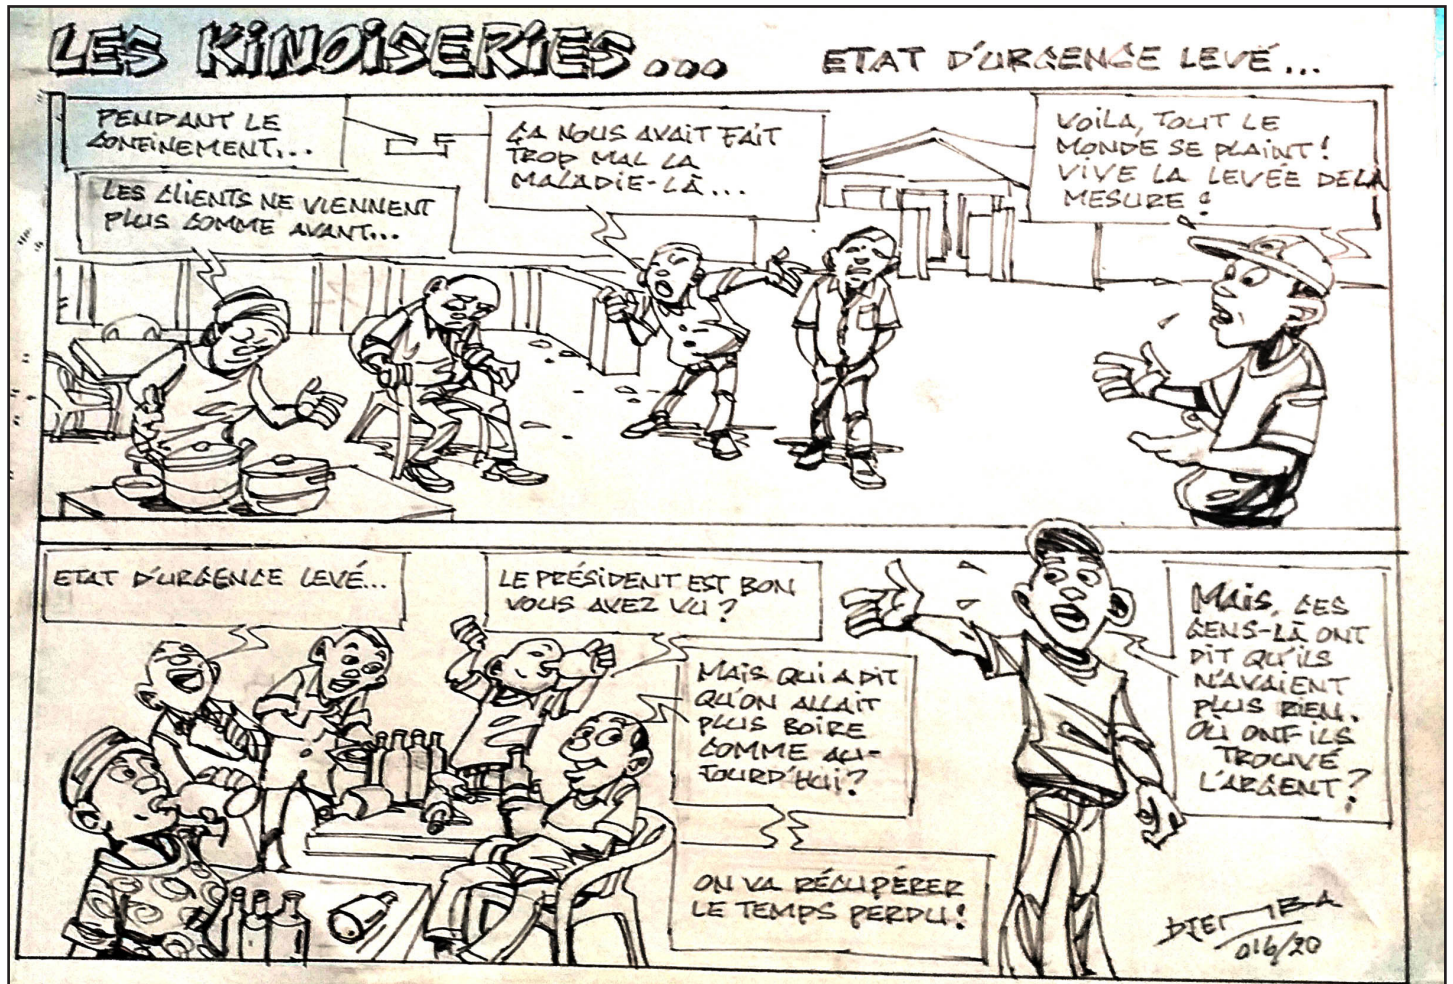 LES KINOISERIES...
ETAT D'URGENCE LEVÉ...
PENDANT LE
CONFINEMENT...
LES CLIENTS NE VIENNENT
PLUS COMME AVANT...
ÇA NOUS AVAIT FAIT
TROP MAL LA
MALADIE-LÀ...
VOILÀ, TOUT LE
MONDE SE PLAINT!
VIVE LA LEVÉE DE LA
MESURE!
ETAT D'URGENCE LEVÉ...
LE PRÉSIDENT EST BON
VOUS AVEZ VU?
MAIS QUI A DIT
QU'ON ALLAIT
PLUS BOIRE
COMME AU-
JOURD'HUI?
ON VA RÉCUPÉRER
LE TEMPS PERDU!
MAIS, CES
GENS-LÀ ONT
DIT QU'ILS
N'AVAIENT
PLUS RIEN.
OÙ ONT ILS
TROUVÉ
L'ARGENT?
016/20